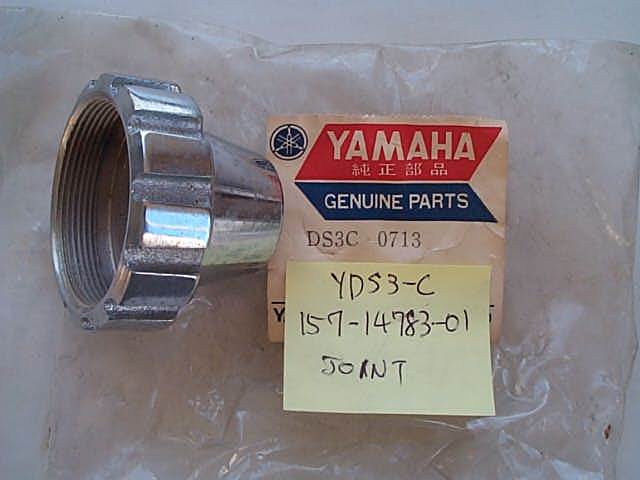 YAMAHA
純正部品
GENUINE PARTS
DS3C 0713
YDS3-C
157-14783-01
JOINT